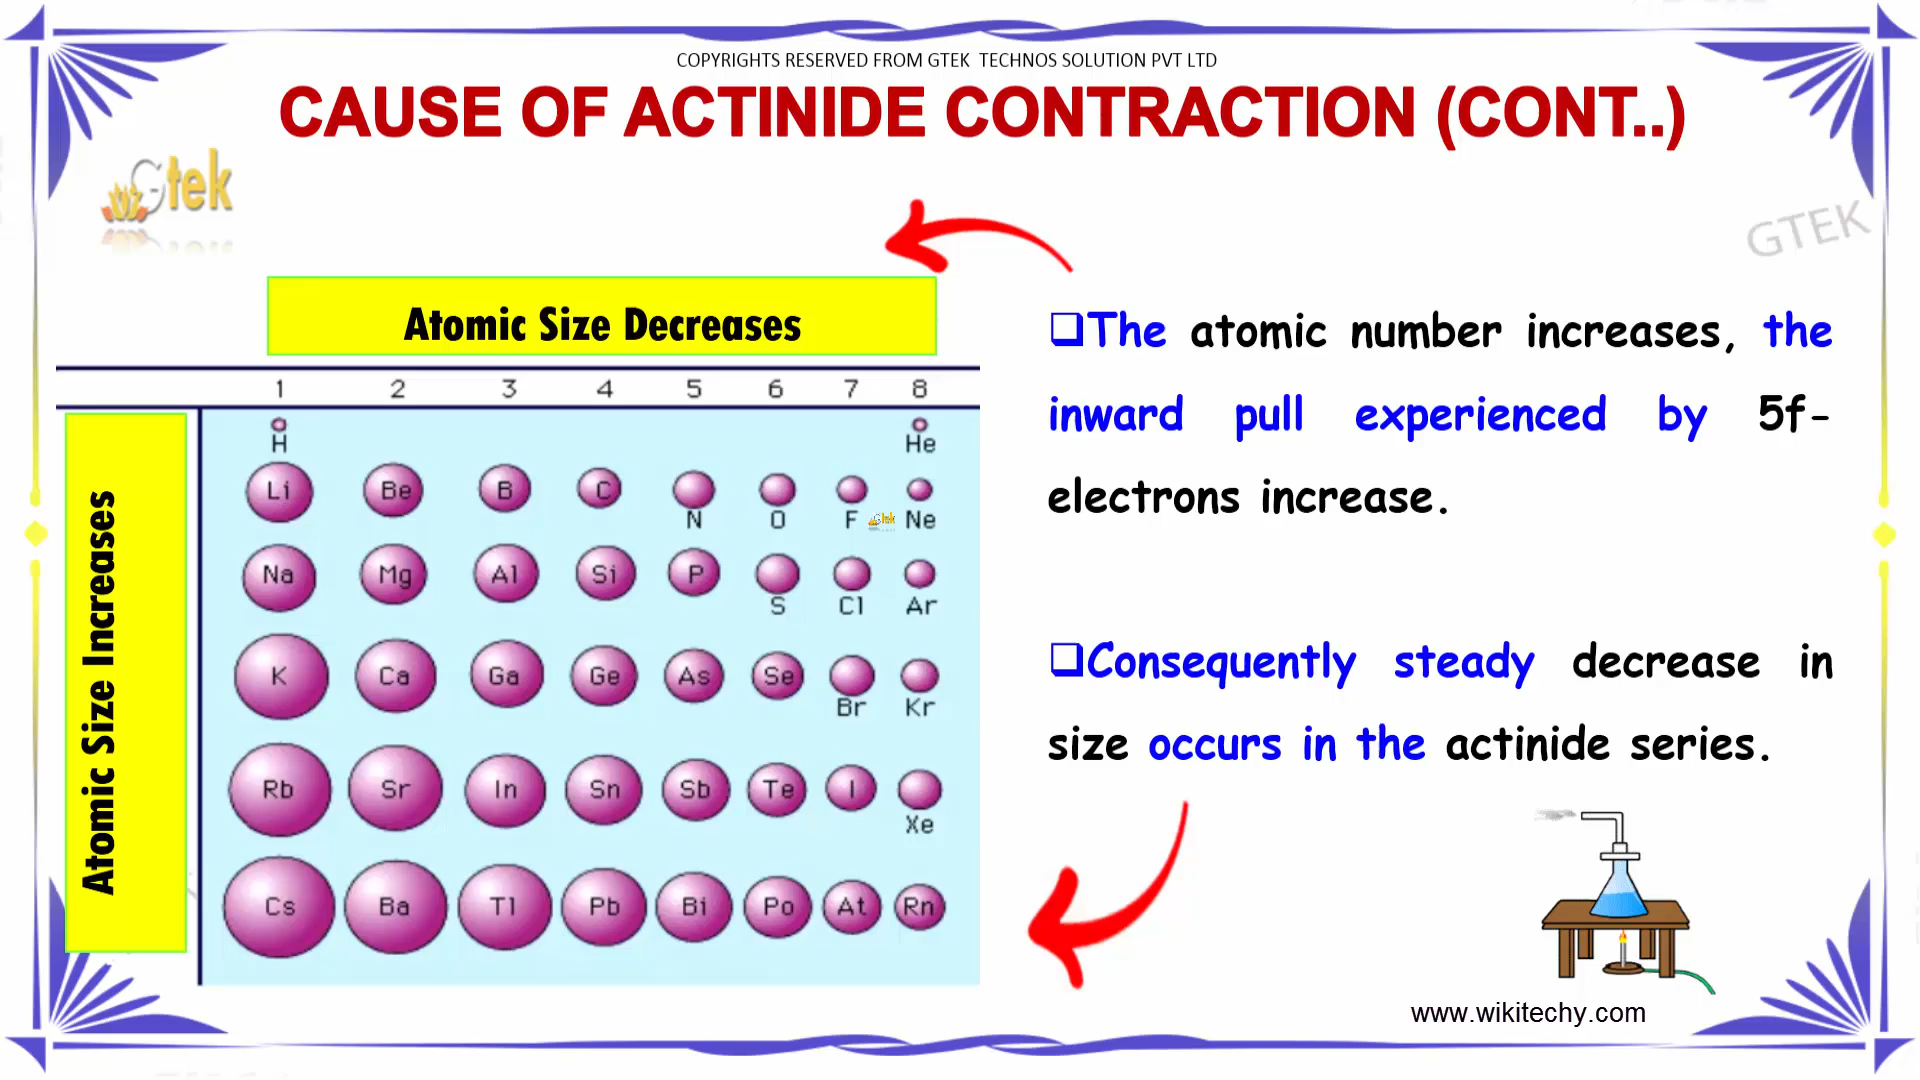 COPYRIGHTS RESERVED FROM GTEK TECHNOS SOLUTION PVT LTD
CAUSE OF ACTINIDE CONTRACTION (CONT..)
Gtek
GTEK
Atomic Size Decreases
1 2 3 4 5 6 7 8
Atomic Size Increases
H He
Li Be B C N O F Ne
Na Mg Al Si P S Cl Ar
K Ca Ga Ge As Se Br Kr
Rb Sr In Sn Sb Te I Xe
Cs Ba Tl Pb Bi Po At Rn
❑The atomic number increases, the
inward pull experienced by 5f-
electrons increase.
❑Consequently steady decrease in
size occurs in the actinide series.
www.wikitechy.com